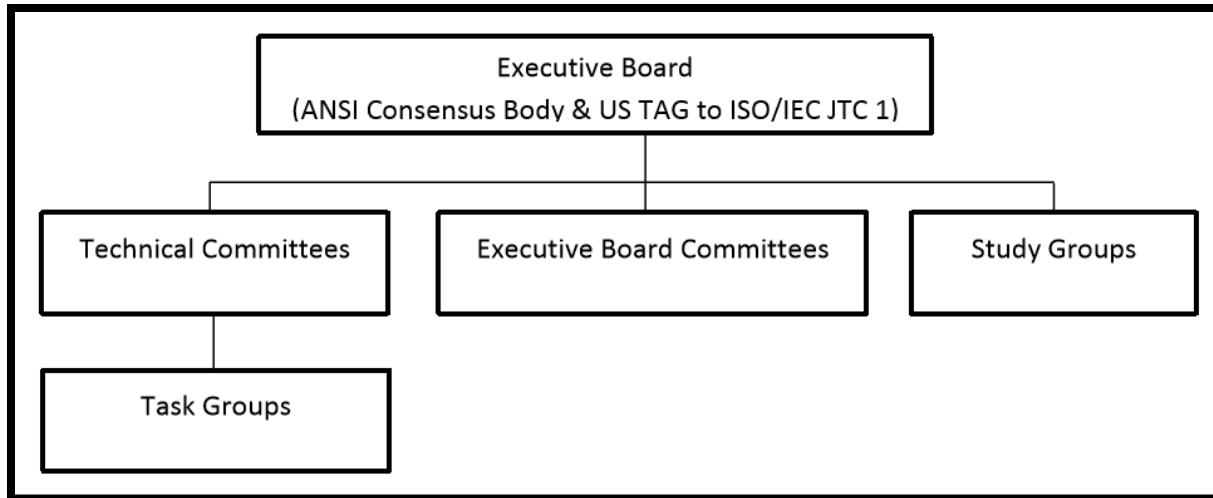 Executive Board
(ANSI Consensus Body & US TAG to ISO/IEC JTC 1)
Technical Committees
Executive Board Committees
Study Groups
Task Groups